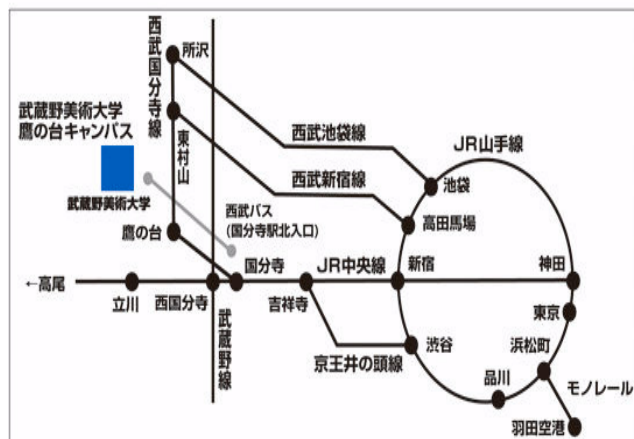 西武国分寺線
所沢
武蔵野美術大学
鷹の台キャンパス
武蔵野美術大学
東村山
鷹の台
西武池袋線
西武新宿線
西武バス
(国分寺駅北入口)
JR山手線
池袋
高田馬場
←高尾
立川
西国分寺
国分寺
武蔵野線
吉祥寺
JR中央線
新宿
神田
東京
京王井の頭線
渋谷
浜松町
品川
モノレール
羽田空港